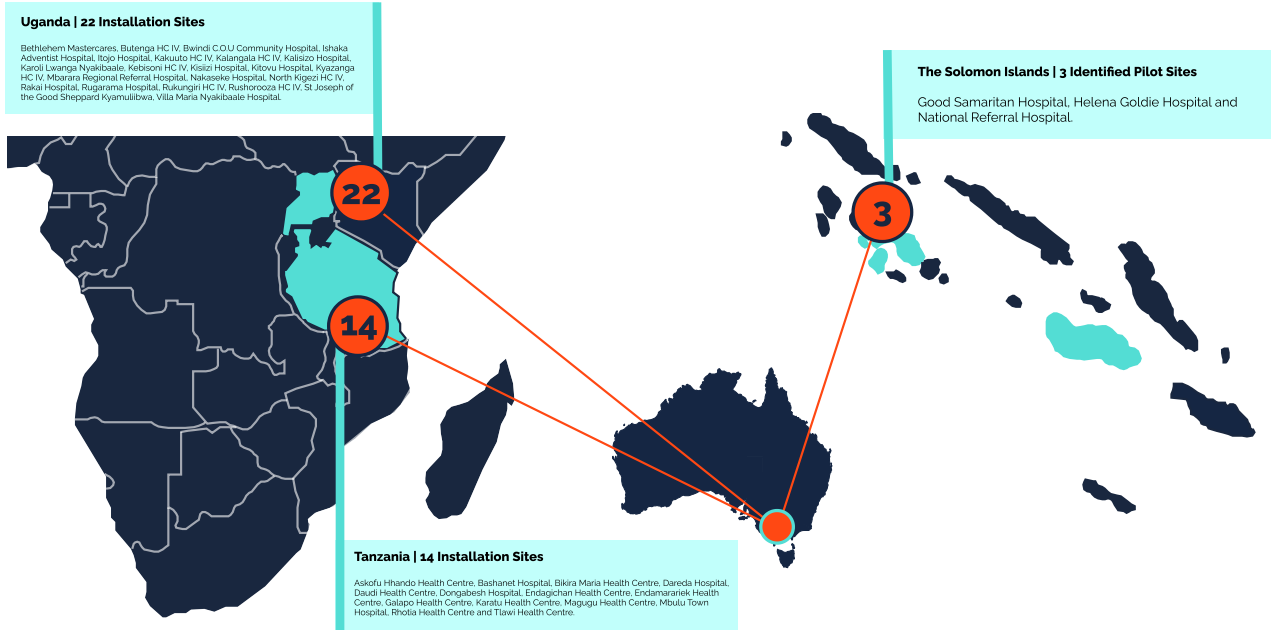 Uganda | 22 Installation Sites
Bethlehem Mastercares, Butenga HC IV, Bwindi C.O.U Community Hospital, Ishaka
Adventist Hospital, Itojo Hospital, Kakuuto HC IV, Kalangala HC IV, Kalisizo Hospital,
Karoli Lwanga Nyakibaale, Kebisoni HC IV, Kisiizi Hospital, Kitovu Hospital, Kyazanga
HC IV, Mbarara Regional Referral Hospital, Nakaseke Hospital, North Kigezi HC IV,
Rakai Hospital, Rugarama Hospital, Rukungiri HC IV, Rushorooza HC IV, St Joseph of
the Good Sheppard Kyamuliibwa, Villa Maria Nyakibaale Hospital.
The Solomon Islands | 3 Identified Pilot Sites
Good Samaritan Hospital, Helena Goldie Hospital and
National Referral Hospital.
22
3
14
Tanzania | 14 Installation Sites
Askofu Hhando Health Centre, Bashanet Hospital, Bikira Maria Health Centre, Dareda Hospital,
Daudi Health Centre, Dongabesh Hospital, Endagichan Health Centre, Endamarariek Health
Centre, Galapo Health Centre, Karatu Health Centre, Magugu Health Centre, Mbulu Town
Hospital, Rhotia Health Centre and Tlawi Health Centre.